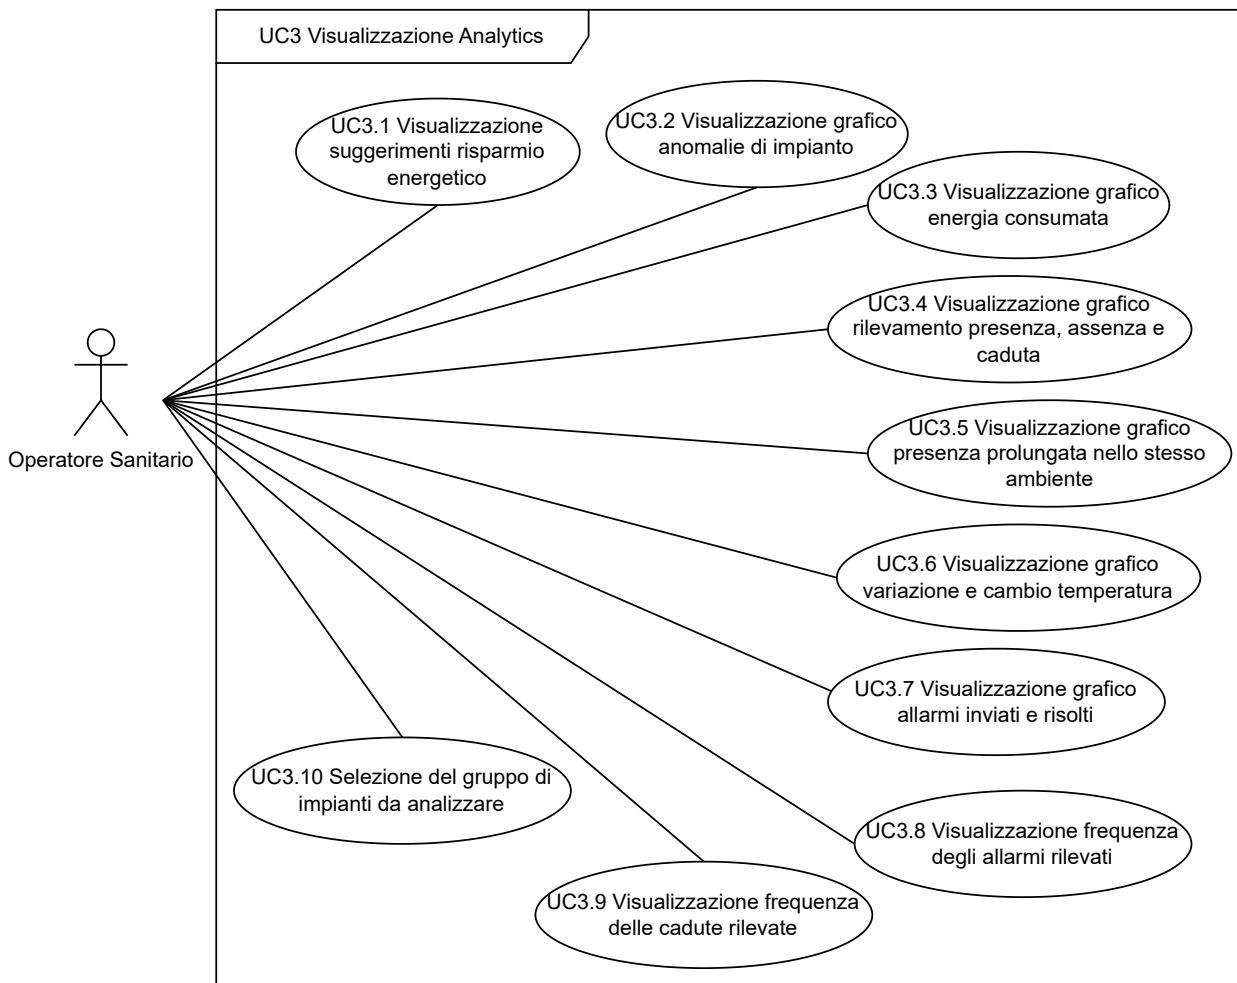 UC3 Visualizzazione Analytics
UC3.1 Visualizzazione
suggerimenti risparmio
energetico
UC3.2 Visualizzazione grafico
anomalie di impianto
UC3.3 Visualizzazione grafico
energia consumata
UC3.4 Visualizzazione grafico
rilevamento presenza, assenza e
caduta
Operatore Sanitario
UC3.5 Visualizzazione grafico
presenza prolungata nello stesso
ambiente
UC3.6 Visualizzazione grafico
variazione e cambio temperatura
UC3.7 Visualizzazione grafico
allarmi inviati e risolti
UC3.10 Selezione del gruppo di
impianti da analizzare
UC3.8 Visualizzazione frequenza
degli allarmi rilevati
UC3.9 Visualizzazione frequenza
delle cadute rilevate